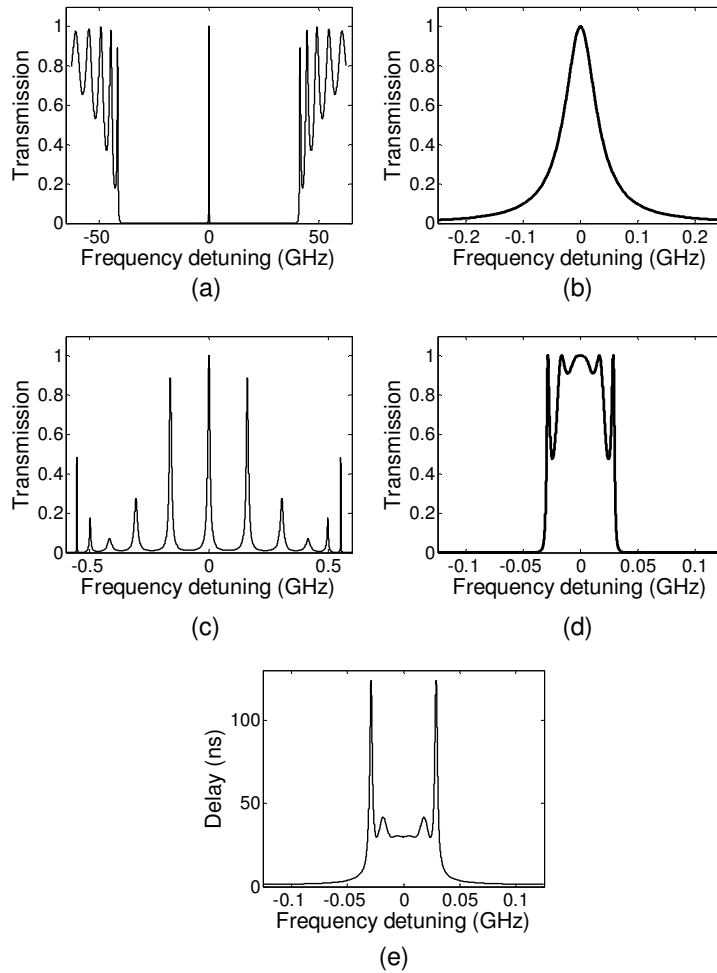 1
0.8
0.6
0.4
0.2
0
Transmission
-50 0 50
Frequency detuning (GHz)
(a)
1
0.8
0.6
0.4
0.2
0
Transmission
-0.2 -0.1 0 0.1 0.2
Frequency detuning (GHz)
(b)
1
0.8
0.6
0.4
0.2
0
Transmission
-0.5 0 0.5
Frequency detuning (GHz)
(c)
1
0.8
0.6
0.4
0.2
0
Transmission
-0.1 -0.05 0 0.05 0.1
Frequency detuning (GHz)
(d)
100
50
0
Delay (ns)
-0.1 -0.05 0 0.05 0.1
Frequency detuning (GHz)
(e)